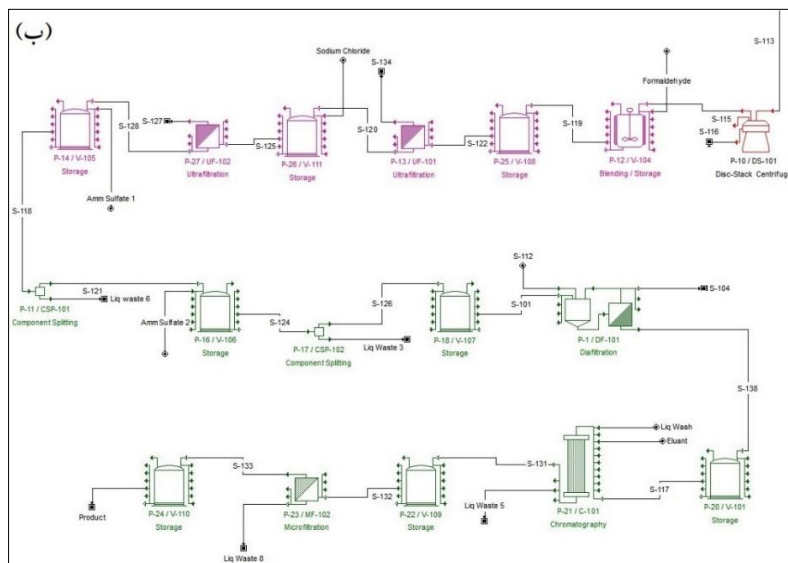 (ب)
S-113
Sodium Chloride
S-134
Formaldehyde
S-127
S-128
S-125
S-120
S-122
S-119
S-115
S-116
P-14 / V-105
Storage
P-27 / UF-102
Ultrafiltration
P-26 / V-111
Storage
P-13 / UF-101
Ultrafiltration
P-25 / V-108
Storage
P-12 / V-104
Blending / Storage
P-10 / DS-101
Disc-Stack Centrifug
Amm Sulfate 1
S-118
S-112
S-121
Liq waste 6
P-11 / CSP-101
Component Splitting
Amm Sulfate 2
P-16 / V-106
Storage
S-124
S-126
P-17 / CSP-102
Component Splitting
Liq Waste 3
P-18 / V-107
Storage
S-101
P-1 / DF-101
Diafiltration
S-104
S-138
S-133
S-131
Liq Wash
Eluant
S-117
S-132
Product
P-24 / V-110
Storage
P-23 / MF-102
Microfiltration
Liq Waste 8
P-22 / V-109
Storage
Liq Waste 5
P-21 / C-101
Chromatography
P-20 / V-101
Storage